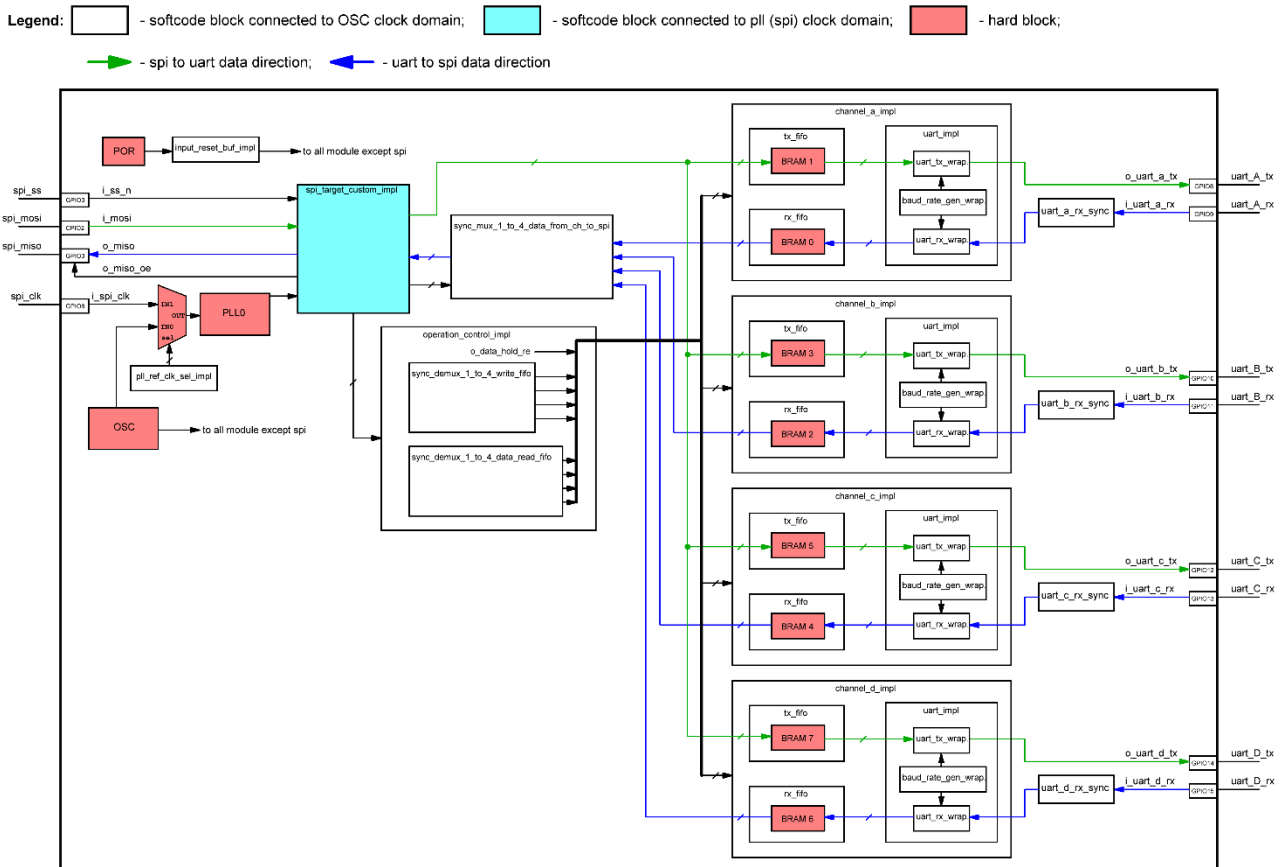 Legend: - softcode block connected to OSC clock domain; - softcode block connected to pll (spi) clock domain; - hard block;
- spi to uart data direction; - uart to spi data direction
POR
input_reset_buf_impl
to all module except spi
spi_ss
GPIO3
i_ss_n
spi_mosi
GPIO2
i_mosi
spi_miso
o_miso
o_miso_oe
spi_clk
i_spi_clk
IN1
OUT
IN0
sel
PLL0
pll_ref_clk_sel_impl
OSC
to all module except spi
spi_target_custom_impl
sync_mux_1_to_4_data_from_ch_to_spi
operation_control_impl
o_data_hold_re
sync_demux_1_to_4_write_fifo
sync_demux_1_to_4_data_read_fifo
channel_a_impl
tx_fifo
BRAM 1
rx_fifo
BRAM 0
uart_impl
uart_tx_wrap.
baud_rate_gen_wrap.
uart_rx_wrap.
uart_a_rx_sync
o_uart_a_tx
i_uart_a_rx
GPIO8
GPIO9
uart_A_tx
uart_A_rx
channel_b_impl
tx_fifo
BRAM 3
rx_fifo
BRAM 2
uart_impl
uart_tx_wrap.
baud_rate_gen_wrap.
uart_rx_wrap.
uart_b_rx_sync
o_uart_b_tx
i_uart_b_rx
GPIO10
GPIO11
uart_B_tx
uart_B_rx
channel_c_impl
tx_fifo
BRAM 5
rx_fifo
BRAM 4
uart_impl
uart_tx_wrap.
baud_rate_gen_wrap.
uart_rx_wrap.
uart_c_rx_sync
o_uart_c_tx
i_uart_c_rx
GPIO12
GPIO13
uart_C_tx
uart_C_rx
channel_d_impl
tx_fifo
BRAM 7
rx_fifo
BRAM 6
uart_impl
uart_tx_wrap.
baud_rate_gen_wrap.
uart_rx_wrap.
uart_d_rx_sync
o_uart_d_tx
i_uart_d_rx
GPIO14
GPIO15
uart_D_tx
uart_D_rx